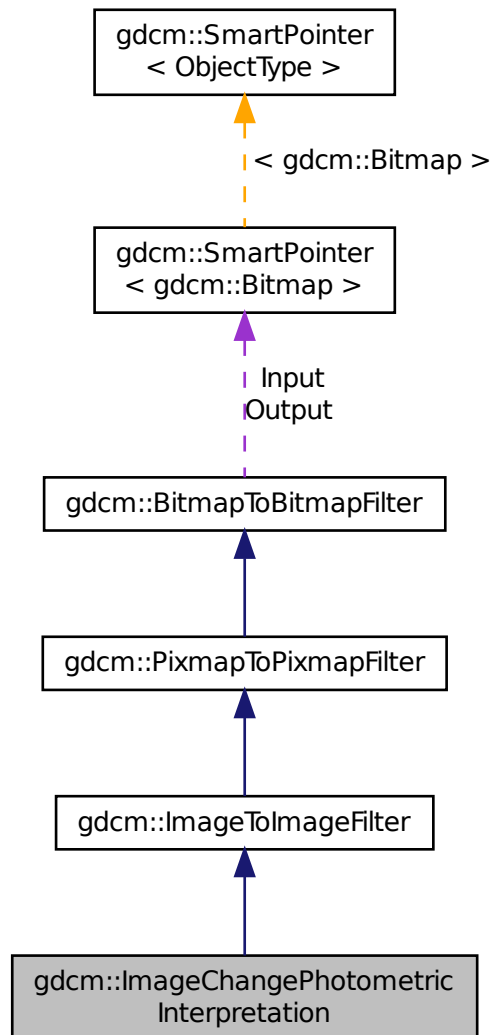 gdcm::SmartPointer
< ObjectType >
< gdcm::Bitmap >
gdcm::SmartPointer
< gdcm::Bitmap >
Input
Output
gdcm::BitmapToBitmapFilter
gdcm::PixmapToPixmapFilter
gdcm::ImageToImageFilter
gdcm::ImageChangePhotometric
Interpretation